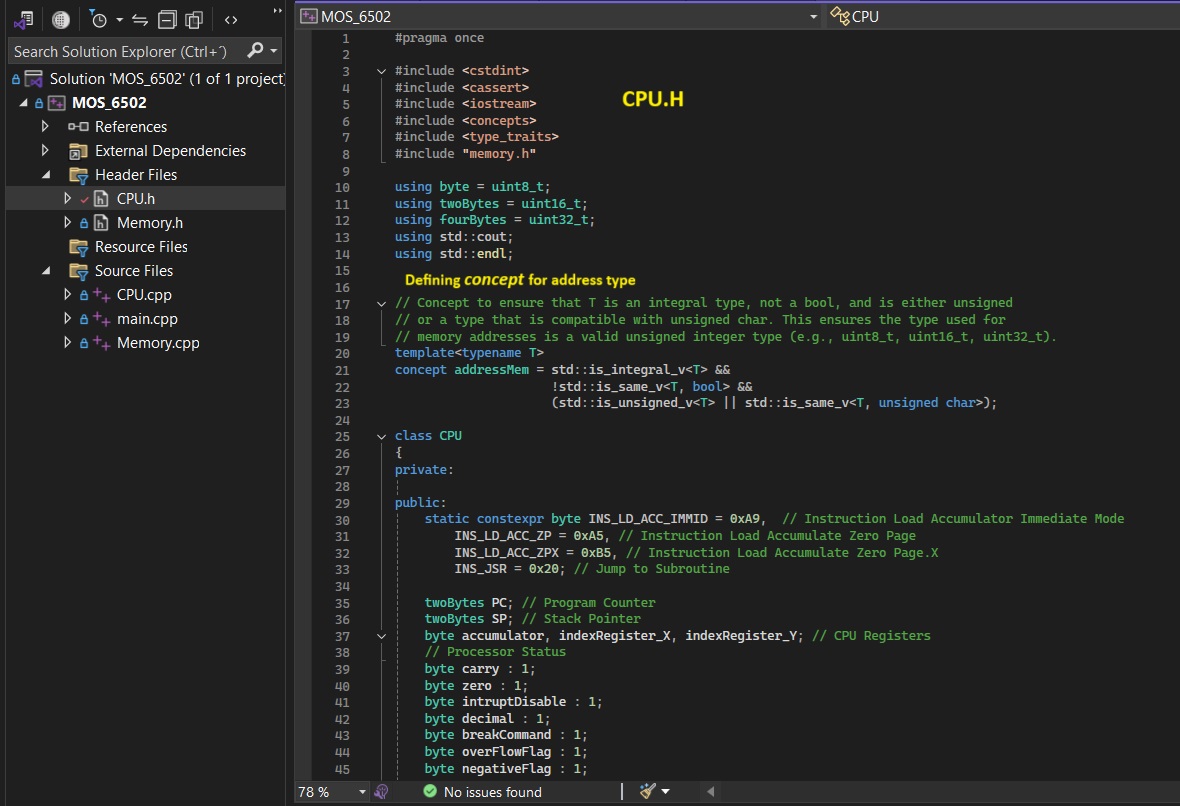 MOS_6502
CPU
Search Solution Explorer (Ctrl+´)
Solution 'MOS_6502' (1 of 1 project)
MOS_6502
References
External Dependencies
Header Files
CPU.h
Memory.h
Resource Files
Source Files
CPU.cpp
main.cpp
Memory.cpp
1 #pragma once
2
3 #include <cstdint>
4 #include <cassert>
CPU.H
5 #include <iostream>
6 #include <concepts>
7 #include <type_traits>
8 #include "memory.h"
9
10 using byte = uint8_t;
11 using twoBytes = uint16_t;
12 using fourBytes = uint32_t;
13 using std::cout;
14 using std::endl;
15
Defining concept for address type
16
17 // Concept to ensure that T is an integral type, not a bool, and is either unsigned
18 // or a type that is compatible with unsigned char. This ensures the type used for
19 // memory addresses is a valid unsigned integer type (e.g., uint8_t, uint16_t, uint32_t).
20 template<typename T>
21 concept addressMem = std::is_integral_v<T> &&
22 !std::is_same_v<T, bool> &&
23 (std::is_unsigned_v<T> || std::is_same_v<T, unsigned char>);
24
25 class CPU
26 {
27 private:
28
29 public:
30 static constexpr byte INS_LD_ACC_IMMID = 0xA9, // Instruction Load Accumulator Immediate Mode
31 INS_LD_ACC_ZP = 0xA5, // Instruction Load Accumulate Zero Page
32 INS_LD_ACC_ZPX = 0xB5, // Instruction Load Accumulate Zero Page.X
33 INS_JSR = 0x20; // Jump to Subroutine
34
35 twoBytes PC; // Program Counter
36 twoBytes SP; // Stack Pointer
37 byte accumulator, indexRegister_X, indexRegister_Y; // CPU Registers
38 // Processor Status
39 byte carry : 1;
40 byte zero : 1;
41 byte intruptDisable : 1;
42 byte decimal : 1;
43 byte breakCommand : 1;
44 byte overFlowFlag : 1;
45 byte negativeFlag : 1;
78 %
No issues found